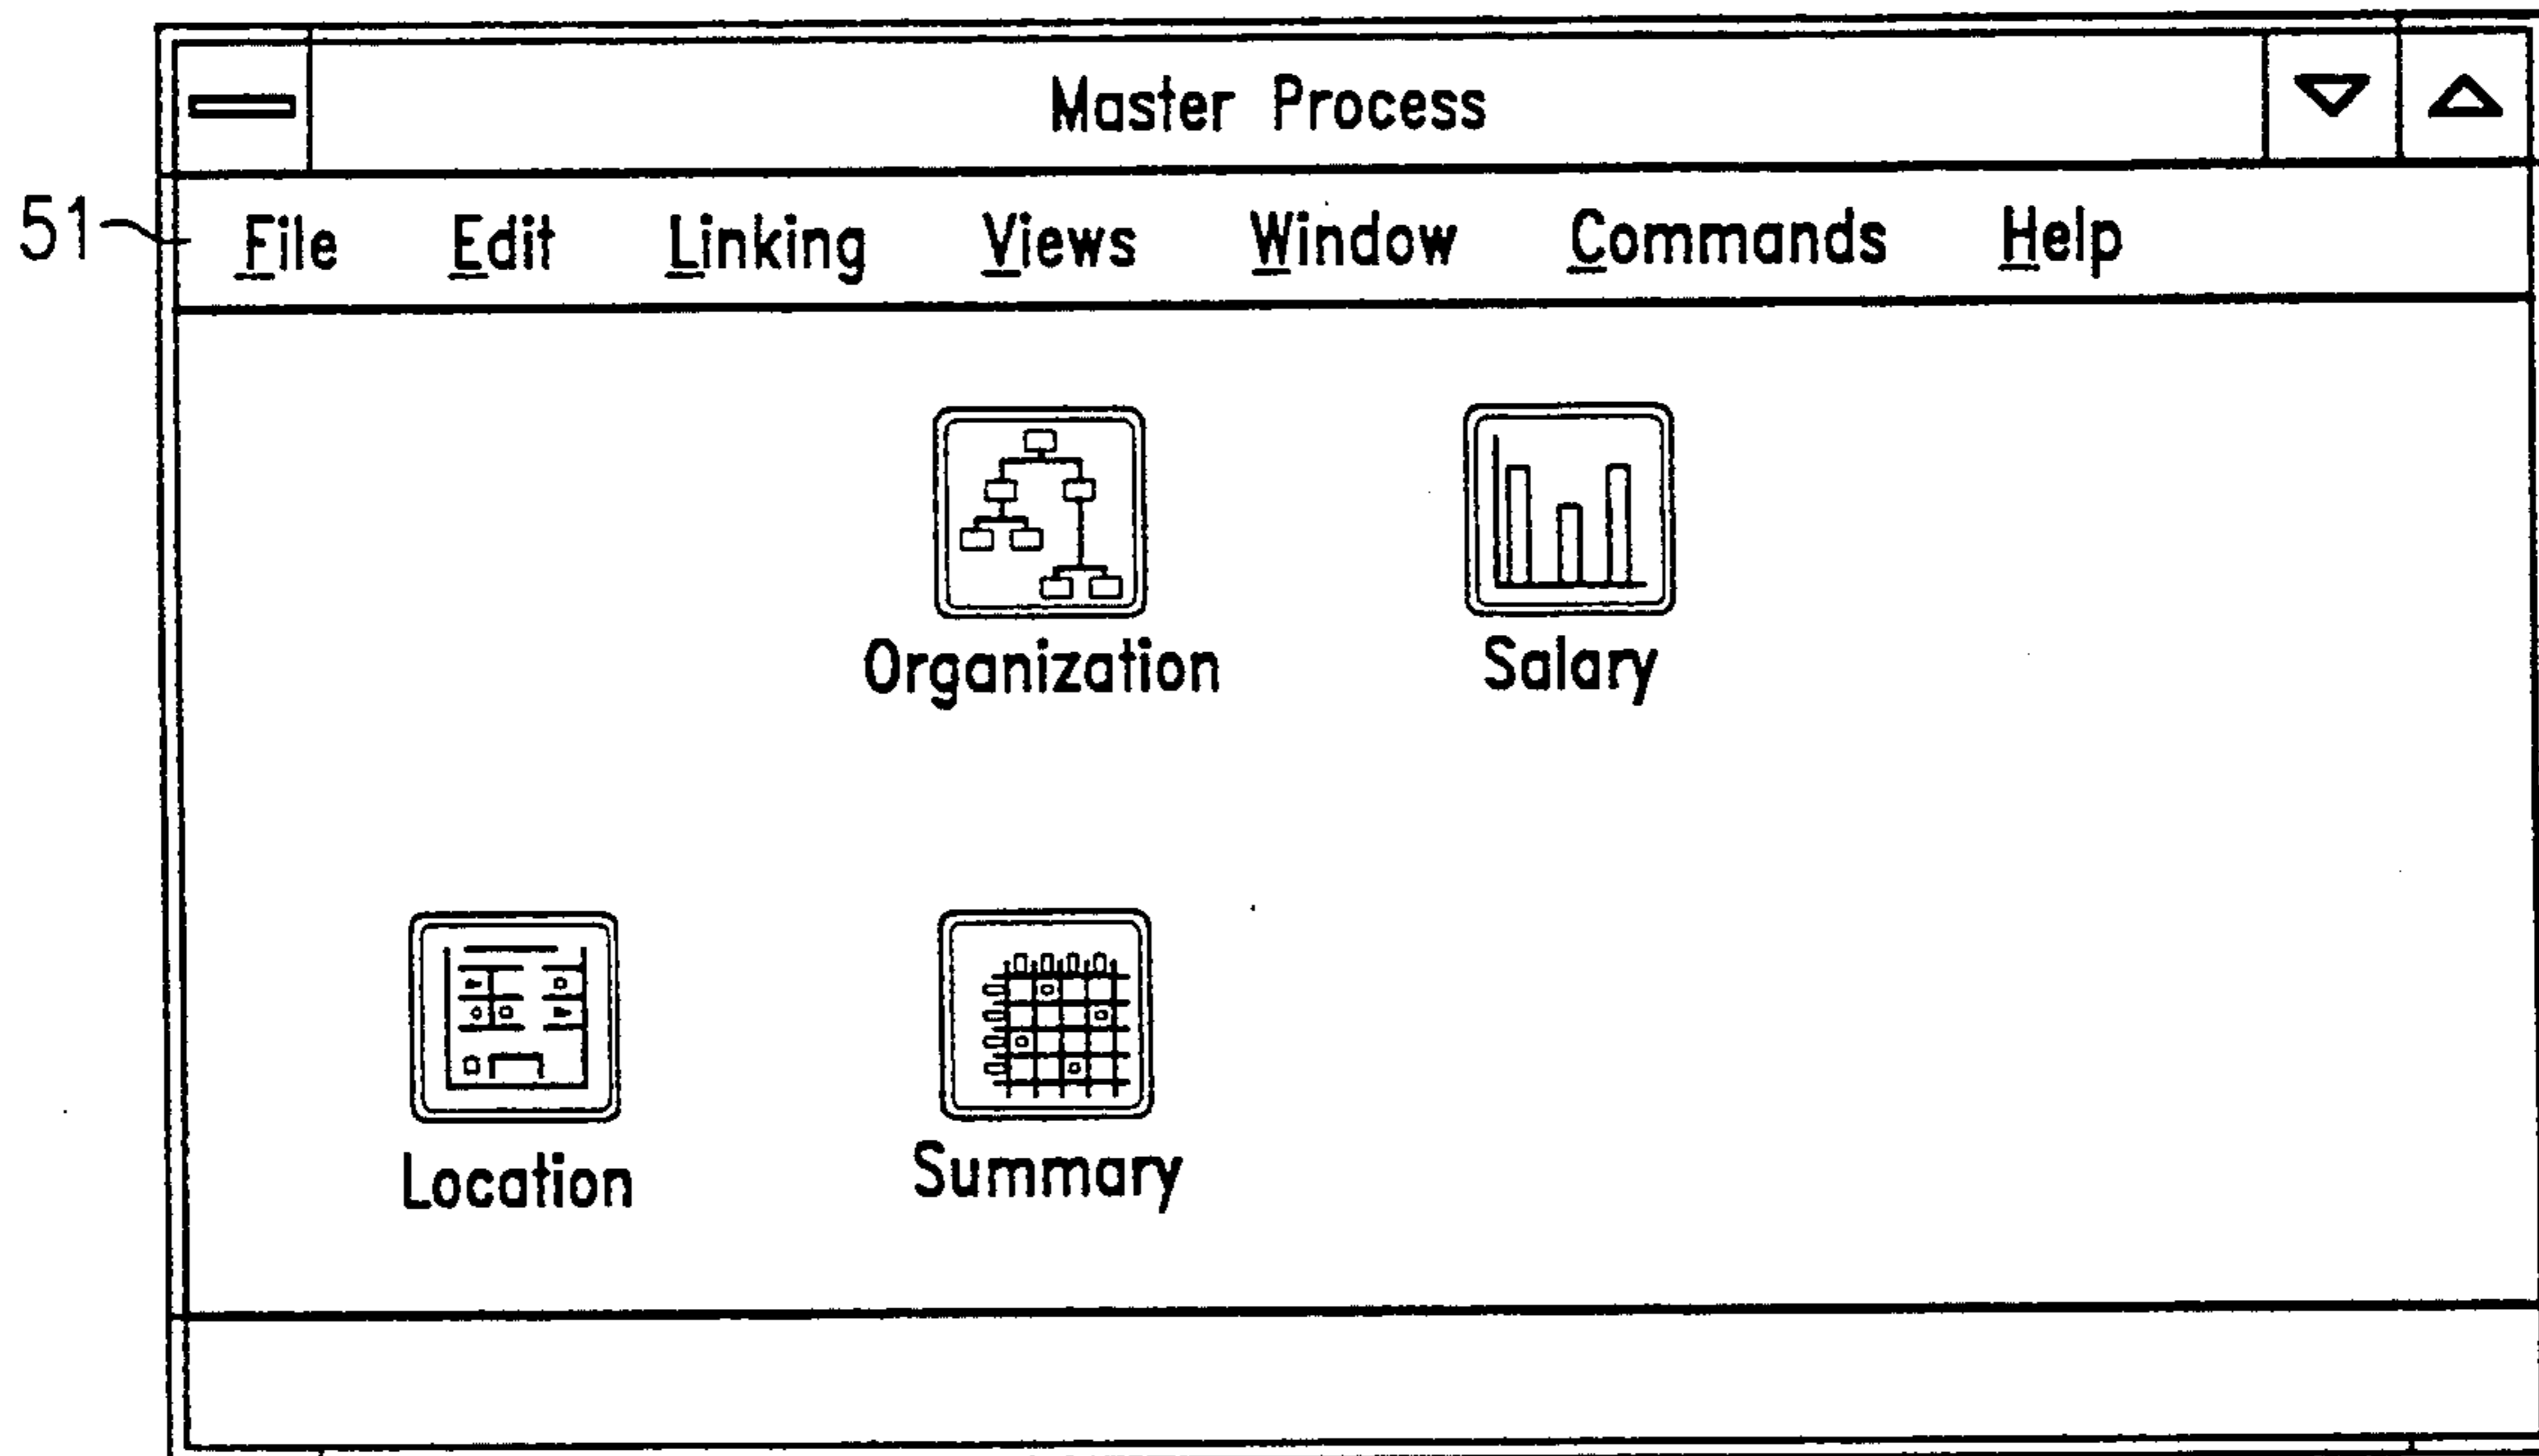 Master Process
51 File Edit Linking Views Window Commands Help
Organization Salary
Location Summary